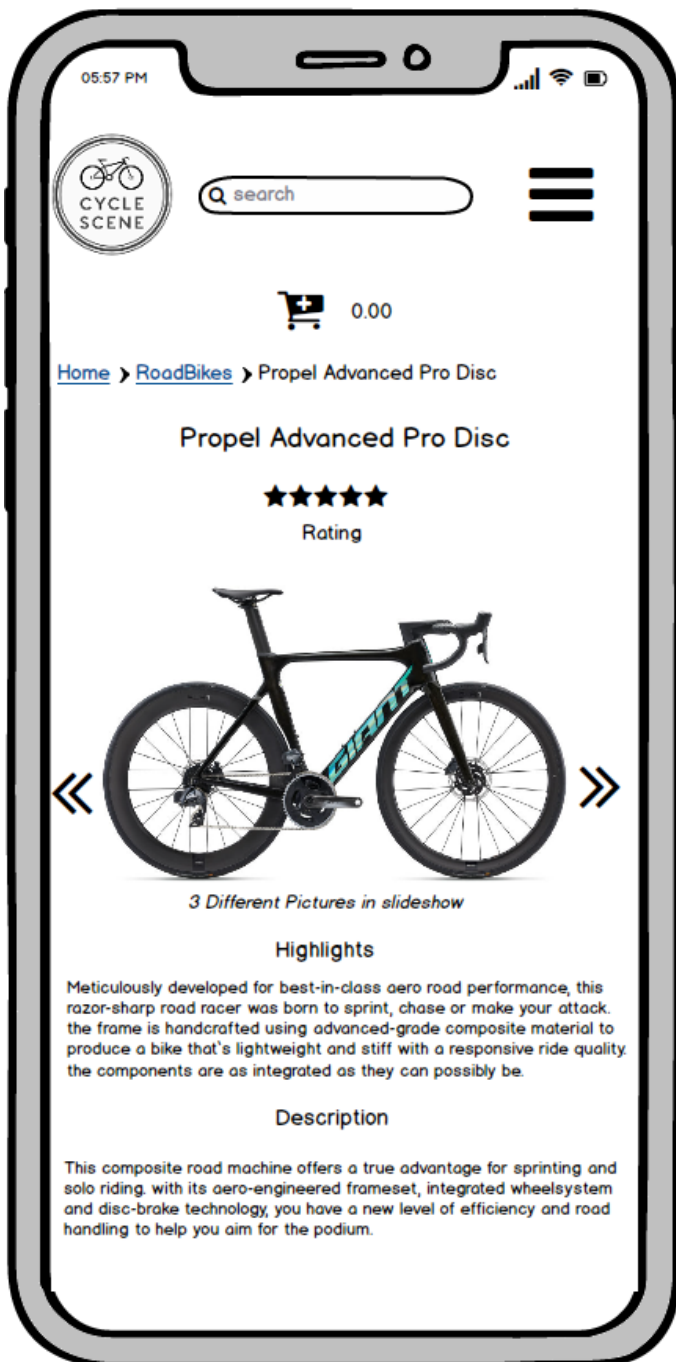 05:57 PM
CYCLE
SCENE
search
0.00
Home ❯ RoadBikes ❯ Propel Advanced Pro Disc
Propel Advanced Pro Disc
Rating
GIANT
3 Different Pictures in slideshow
Highlights
Meticulously developed for best-in-class aero road performance, this
razor-sharp road racer was born to sprint, chase or make your attack.
the frame is handcrafted using advanced-grade composite material to
produce a bike that's lightweight and stiff with a responsive ride quality.
the components are as integrated as they can possibly be.
Description
This composite road machine offers a true advantage for sprinting and
solo riding. with its aero-engineered frameset, integrated wheelsystem
and disc-brake technology, you have a new level of efficiency and road
handling to help you aim for the podium.